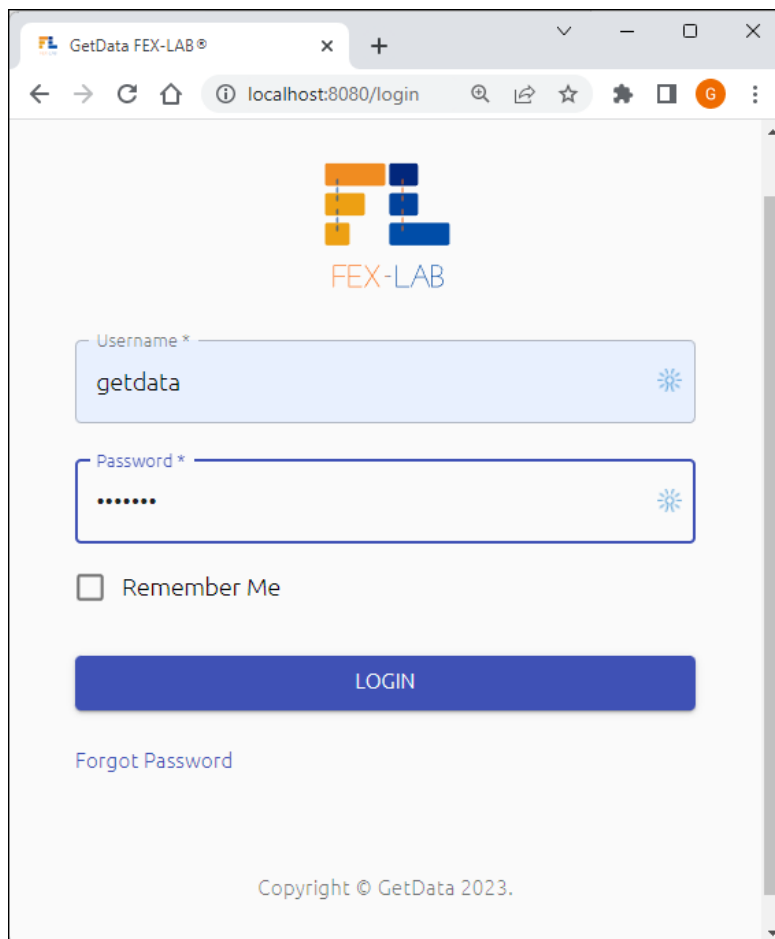 GetData FEX-LAB®
localhost:8080/login
G
FL
FEX-LAB
Username *
getdata
Password *
•••••••
Remember Me
LOGIN
Forgot Password
Copyright © GetData 2023.